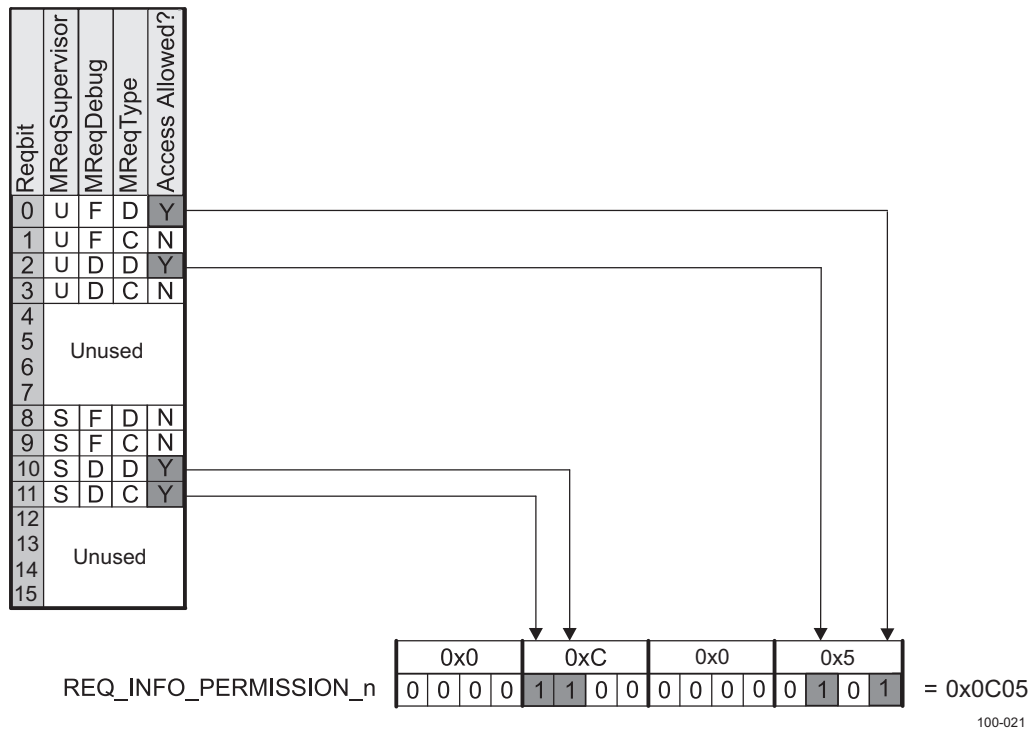 Reqbit MReqSupervisor MReqDebug MReqType Access Allowed?
0 U F D Y
1 U F C N
2 U D D Y
3 U D C N
4
5
Unused
6
7
8 S F D N
9 S F C N
10 S D D Y
11 S D C Y
12
13
Unused
14
15
0x0 0xC 0x0 0x5
REQ_INFO_PERMISSION_n 0 0 0 0 1 1 0 0 0 0 0 0 0 1 0 1 = 0x0C05
100-021